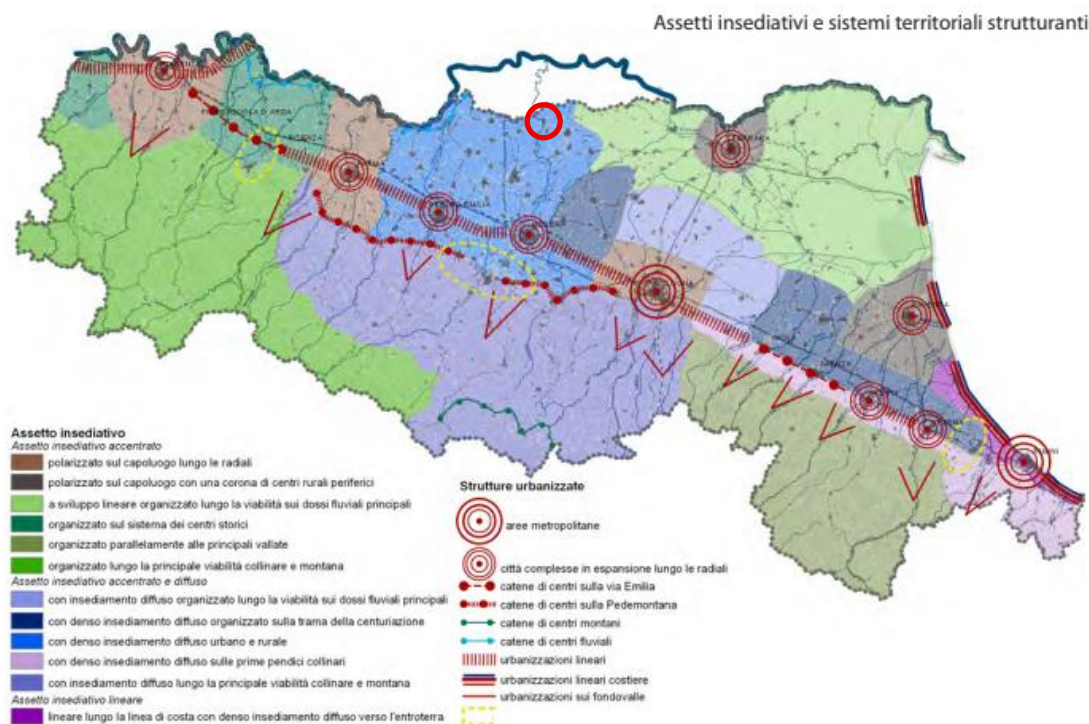 Assetti insediativi e sistemi territoriali strutturanti
Assetto insediativo
Assetto insediativo accentrato
polarizzato sul capoluogo lungo le radiali
polarizzato sul capoluogo con una corona di centri rurali periferici
a sviluppo lineare organizzato lungo la viabilità sui dossi fluviali principali
organizzato sul sistema dei centri storici
organizzato parallelamente alle principali vallate
organizzato lungo la principale viabilità collinare e montana
Assetto insediativo accentrato e diffuso
con insediamento diffuso organizzato lungo la viabilità sui dossi fluviali principali
con denso insediamento diffuso organizzato sulla trama della centuriazione
con denso insediamento diffuso urbano e rurale
con denso insediamento diffuso sulle prime pendici collinari
con insediamento diffuso lungo la principale viabilità collinare e montana
Assetto insediativo lineare
lineare lungo la linea di costa con denso insediamento diffuso verso l'entroterra
Strutture urbanizzate
aree metropolitane
città complesse in espansione lungo le radiali
catene di centri sulla via Emilia
catene di centri sulla Pedemontana
catene di centri montani
catene di centri fluviali
urbanizzazioni lineari
urbanizzazioni lineari costiere
urbanizzazioni sui fondovalle